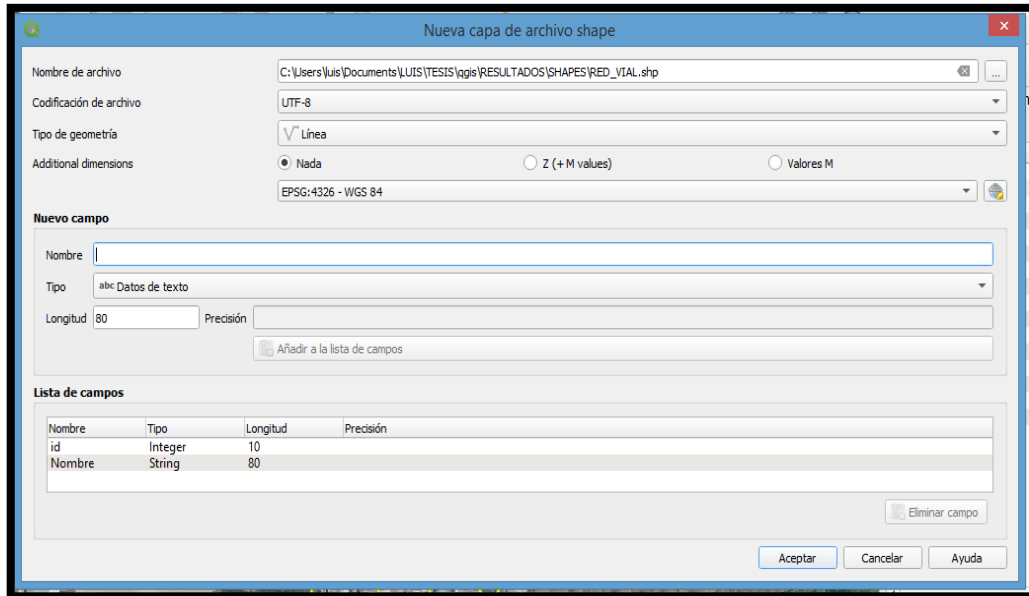 Nueva capa de archivo shape
Nombre de archivo C:\Users\luis\Documents\LUIS\TESIS\qgis\RESULTADOS\SHAPES\RED_VIAL.shp ...
Codificación de archivo UTF-8
Tipo de geometría Línea
Additional dimensions Nada Z (+ M values) Valores M
EPSG:4326 - WGS 84
Nuevo campo
Nombre
Tipo abc Datos de texto
Longitud 80 Precisión
Añadir a la lista de campos
Lista de campos
Nombre Tipo Longitud Precisión
id Integer 10
Nombre String 80
Eliminar campo
Aceptar Cancelar Ayuda